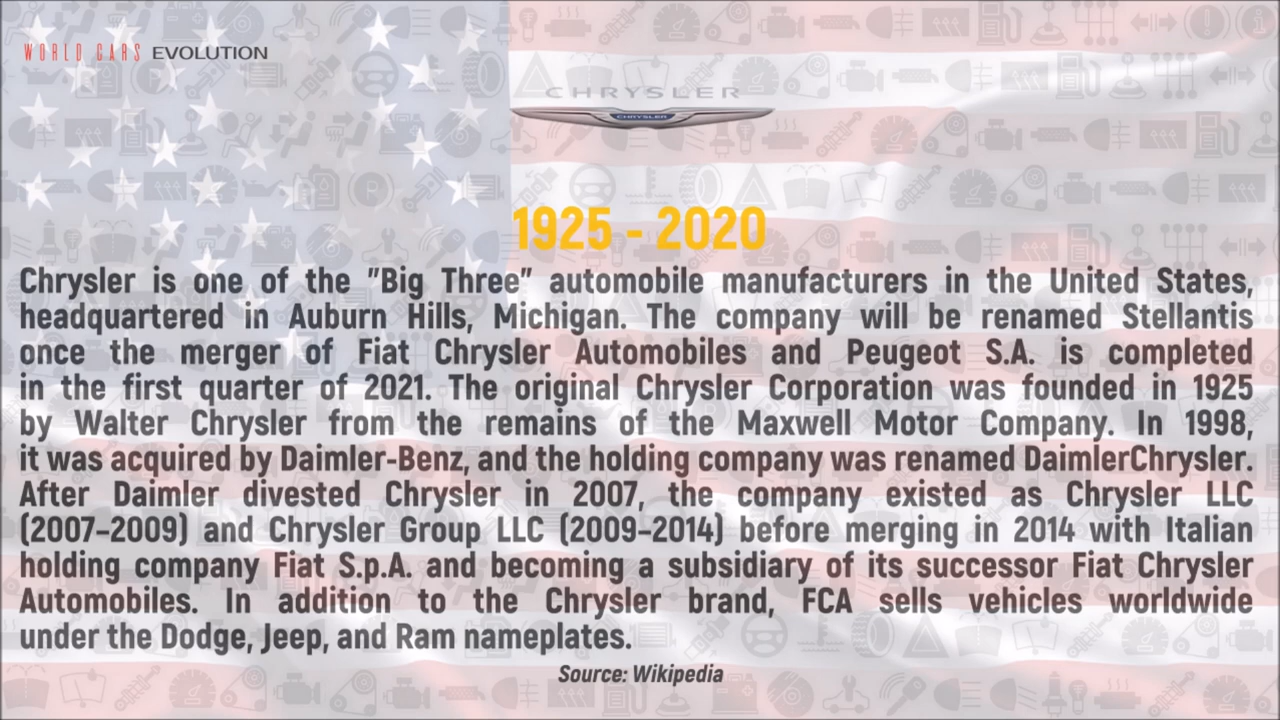 WORLD CARS EVOLUTION
CHRYSLER
CHRYSLER
1925 - 2020
Chrysler is one of the "Big Three" automobile manufacturers in the United States,
headquartered in Auburn Hills, Michigan. The company will be renamed Stellantis
once the merger of Fiat Chrysler Automobiles and Peugeot S.A. is completed
in the first quarter of 2021. The original Chrysler Corporation was founded in 1925
by Walter Chrysler from the remains of the Maxwell Motor Company. In 1998,
it was acquired by Daimler-Benz, and the holding company was renamed DaimlerChrysler.
After Daimler divested Chrysler in 2007, the company existed as Chrysler LLC
(2007–2009) and Chrysler Group LLC (2009–2014) before merging in 2014 with Italian
holding company Fiat S.p.A. and becoming a subsidiary of its successor Fiat Chrysler
Automobiles. In addition to the Chrysler brand, FCA sells vehicles worldwide
under the Dodge, Jeep, and Ram nameplates.
Source: Wikipedia